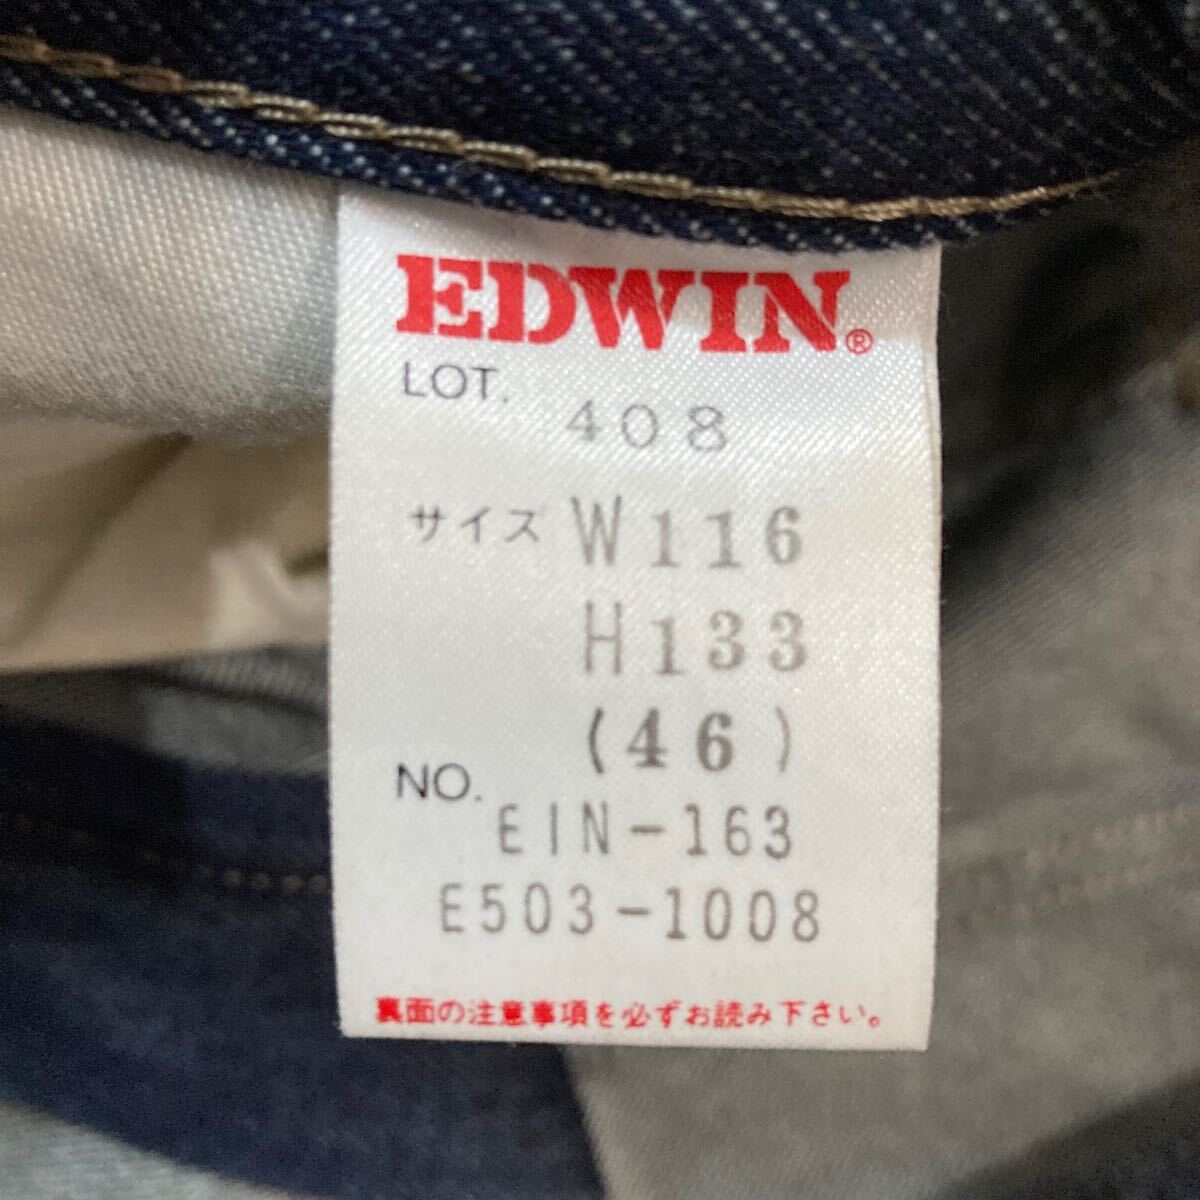 EDWIN®
LOT. 408
サイズ W116
H133
(46)
NO.
EIN-163
E503-1008
裏面の注意事項を必ずお読み下さい。